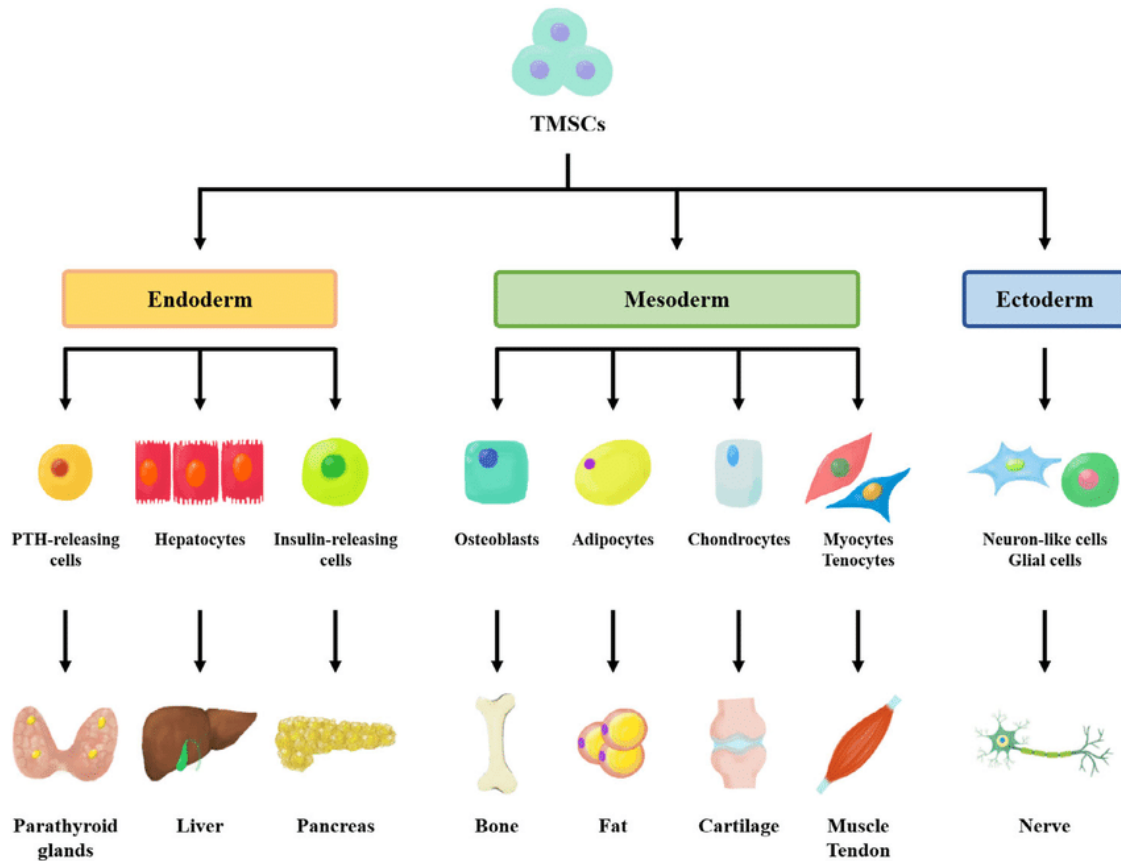 TMSCs
Endoderm
Mesoderm
Ectoderm
PTH-releasing
cells
Hepatocytes
Insulin-releasing
cells
Osteoblasts
Adipocytes
Chondrocytes
Myocytes
Tenocytes
Neuron-like cells
Glial cells
Parathyroid
glands
Liver
Pancreas
Bone
Fat
Cartilage
Muscle
Tendon
Nerve